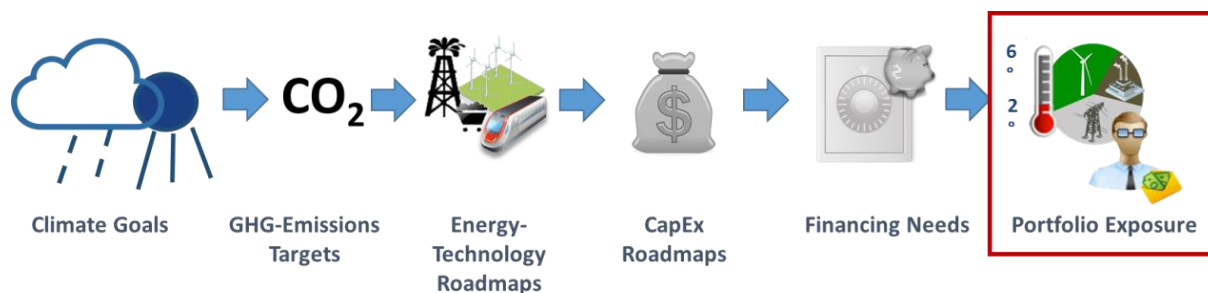 CO2
$
6
°
2
°
Climate Goals
GHG-Emissions
Targets
Energy-
Technology
Roadmaps
CapEx
Roadmaps
Financing Needs
Portfolio Exposure